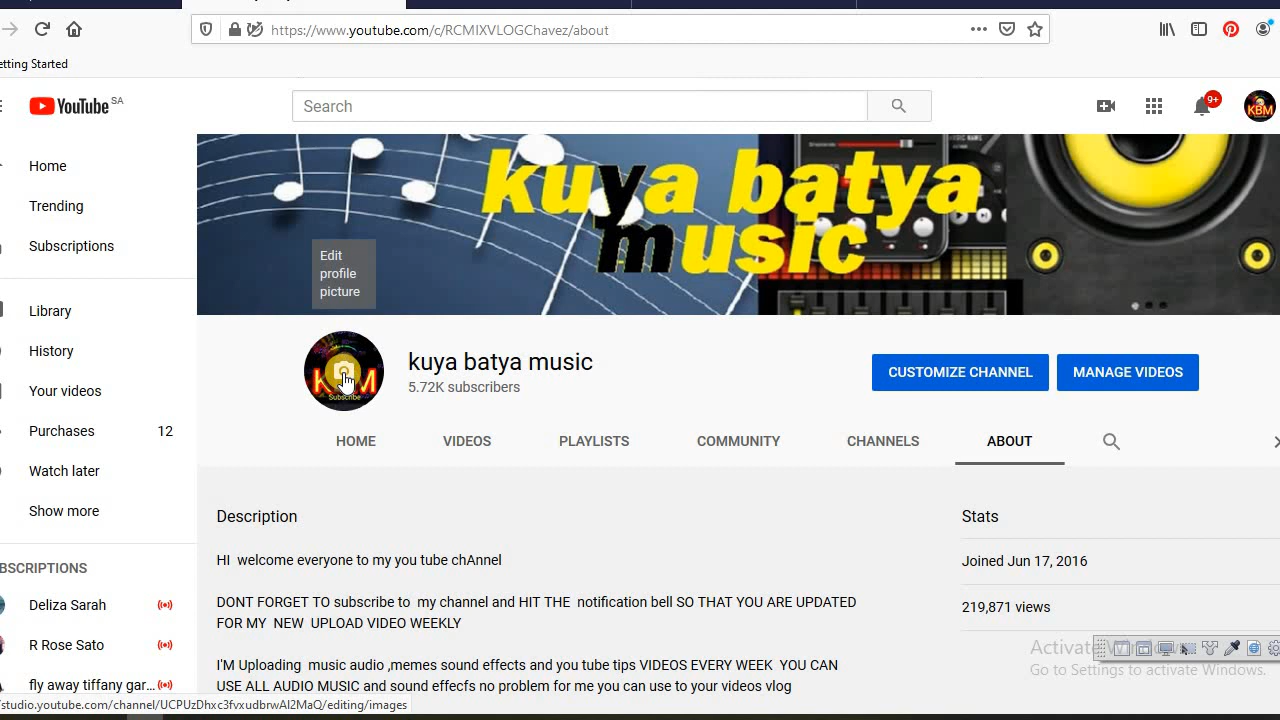 https://www.youtube.com/c/RCMIXVLOGChavez/about
etting Started
YouTube SA
Search
9+
KBM
Home
Trending
Subscriptions
Library
History
Your videos
Purchases 12
Watch later
Show more
BSCRIPTIONS
Deliza Sarah
R Rose Sato
fly away tiffany gar...
kuya batya
music
Edit
profile
picture
KBM
Subscribe
kuya batya music
5.72K subscribers
CUSTOMIZE CHANNEL
MANAGE VIDEOS
HOME VIDEOS PLAYLISTS COMMUNITY CHANNELS ABOUT
Description
HI welcome everyone to my you tube chAnnel
DONT FORGET TO subscribe to my channel and HIT THE notification bell SO THAT YOU ARE UPDATED
FOR MY NEW UPLOAD VIDEO WEEKLY
I'M Uploading music audio ,memes sound effects and you tube tips VIDEOS EVERY WEEK YOU CAN
USE ALL AUDIO MUSIC and sound effecfs no problem for me you can use to your videos vlog
Stats
Joined Jun 17, 2016
219,871 views
Activate
Go to Settings to activate Windows.
studio.youtube.com/channel/UCPUzDhxc3fvxudbrwAI2MaQ/editing/images